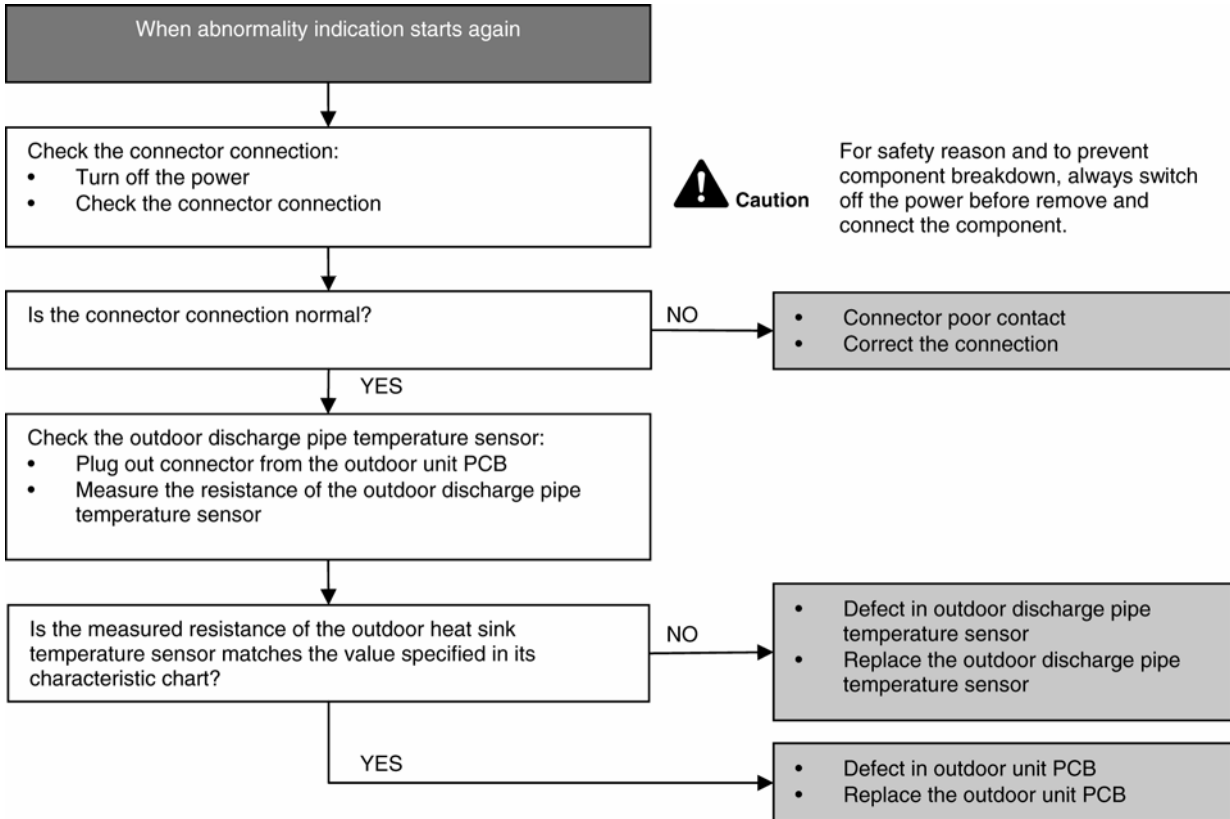 When abnormality indication starts again
Check the connector connection:
• Turn off the power
• Check the connector connection
Caution
For safety reason and to prevent
component breakdown, always switch
off the power before remove and
connect the component.
Is the connector connection normal?
NO
• Connector poor contact
• Correct the connection
YES
Check the outdoor discharge pipe temperature sensor:
• Plug out connector from the outdoor unit PCB
• Measure the resistance of the outdoor discharge pipe
temperature sensor
Is the measured resistance of the outdoor heat sink
temperature sensor matches the value specified in its
characteristic chart?
NO
• Defect in outdoor discharge pipe
temperature sensor
• Replace the outdoor discharge pipe
temperature sensor
YES
• Defect in outdoor unit PCB
• Replace the outdoor unit PCB